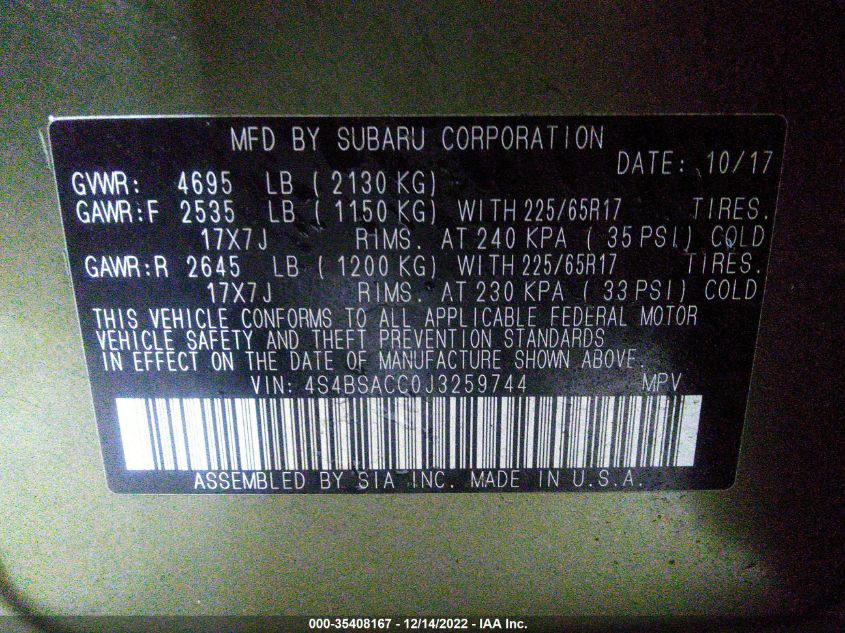 MFD BY SUBARU CORPORATION
DATE: 10/17
GVWR: 4695 LB ( 2130 KG)
GAWR:F 2535 LB ( 1150 KG) WITH 225/65R17 TIRES.
17X7J RIMS. AT 240 KPA ( 35 PSI) COLD
GAWR:R 2645 LB ( 1200 KG) WITH 225/65R17 TIRES.
17X7J RIMS. AT 230 KPA ( 33 PSI) COLD
THIS VEHICLE CONFORMS TO ALL APPLICABLE FEDERAL MOTOR
VEHICLE SAFETY AND THEFT PREVENTION STANDARDS
IN EFFECT ON THE DATE OF MANUFACTURE SHOWN ABOVE.
VIN: 4S4BSACC0J3259744 MPV
ASSEMBLED BY SIA INC. MADE IN U.S.A.
000-35408167 - 12/14/2022 - IAA Inc.